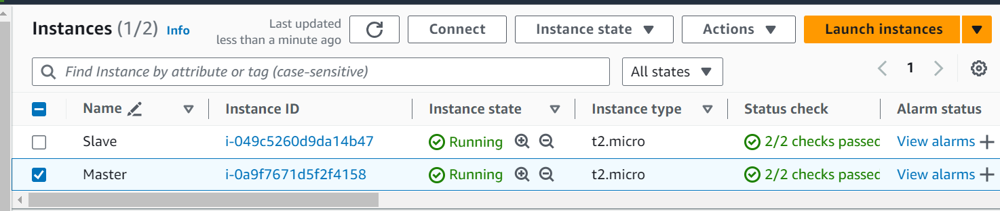 Instances (1/2) Info
Last updated
less than a minute ago
Connect
Instance state
Actions
Launch instances
Find Instance by attribute or tag (case-sensitive)
All states
1
Name Instance ID Instance state Instance type Status check Alarm status
Slave i-049c5260d9da14b47 Running t2.micro 2/2 checks passed View alarms +
Master i-0a9f7671d5f2f4158 Running t2.micro 2/2 checks passed View alarms +